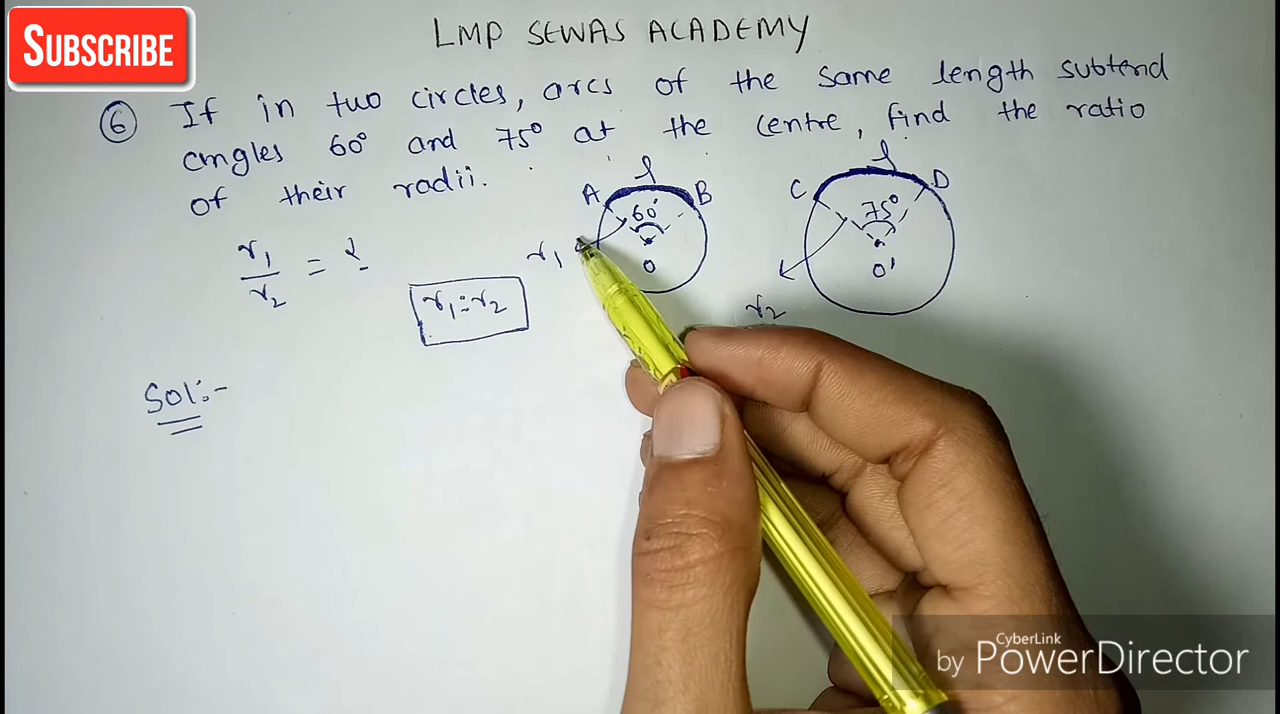 SUBSCRIBE
LMP SEWAS ACADEMY
6 If in two circles, arcs of the same length subtend
angles 60° and 75° at the centre, find the ratio
of their radii.
l
A B
60°
r1
O
l
C D
75°
r2
O'
r1/r2 = ?
r1:r2
Sol:-
CyberLink
by PowerDirector